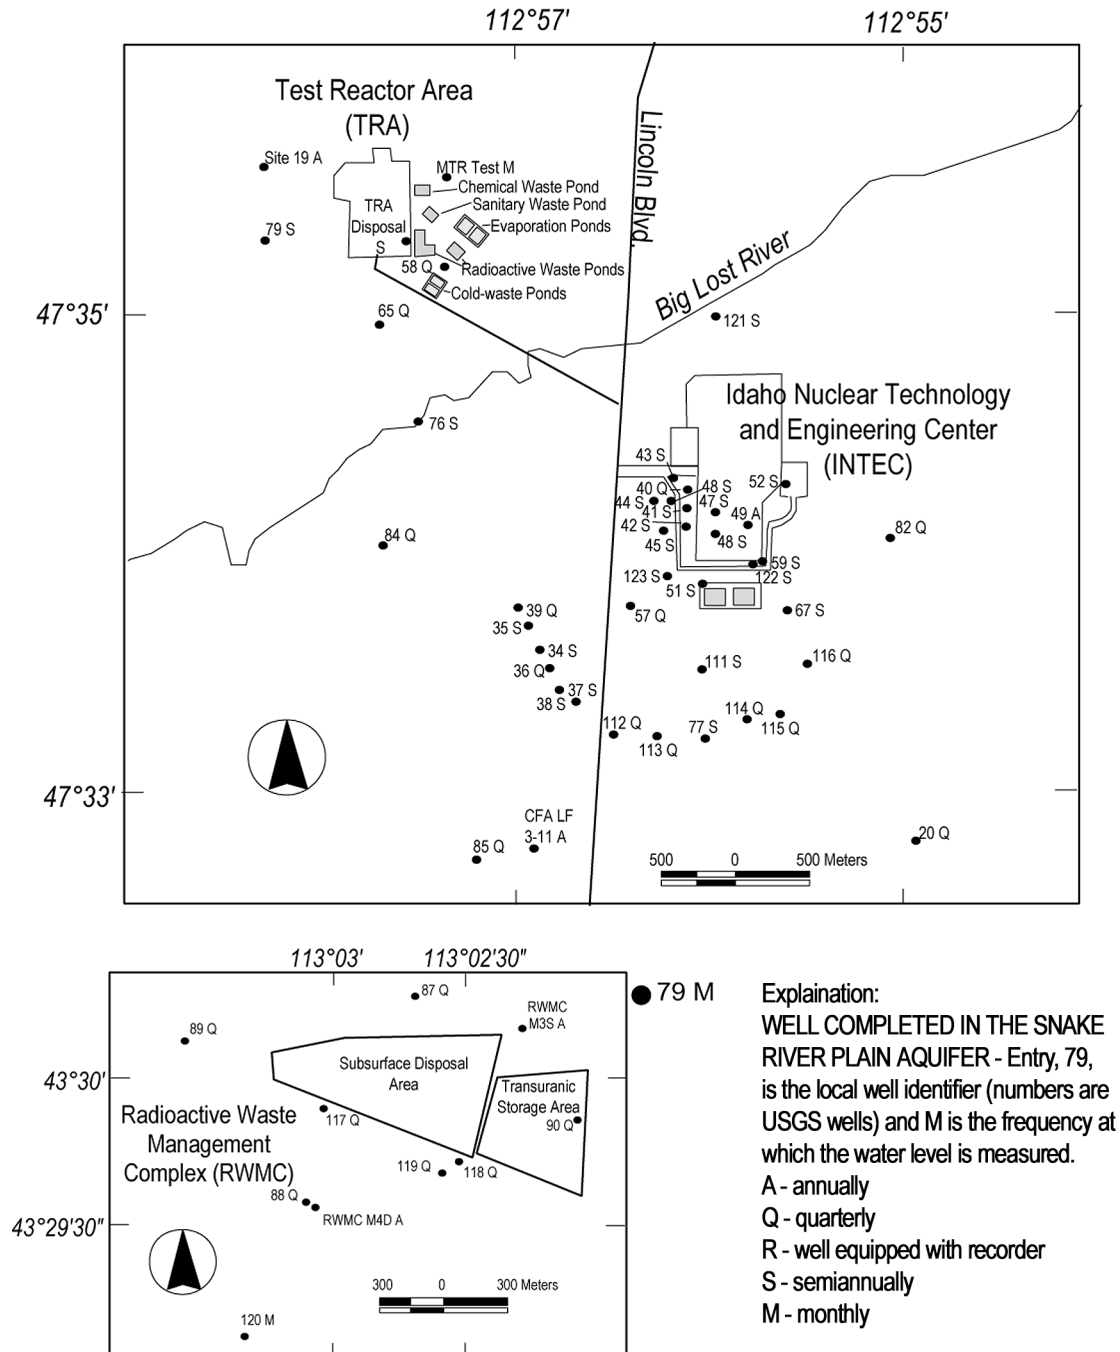 112°57'
112°55'
Test Reactor Area
(TRA)
Lincoln Blvd.
Site 19 A
MTR Test M
Chemical Waste Pond
Sanitary Waste Pond
TRA
Disposal
S
Evaporation Ponds
79 S
58 Q
Radioactive Waste Ponds
Cold-waste Ponds
Big Lost River
47°35'
65 Q
121 S
76 S
Idaho Nuclear Technology
and Engineering Center
(INTEC)
43 S
40 Q
48 S
52 S
44 S
41 S
47 S
49 A
42 S
45 S
48 S
84 Q
82 Q
59 S
123 S
122 S
51 S
39 Q
57 Q
67 S
35 S
34 S
36 Q
111 S
116 Q
37 S
38 S
112 Q
113 Q
77 S
114 Q
115 Q
47°33'
CFA LF
3-11 A
85 Q
20 Q
500 0 500 Meters
113°03'
113°02'30"
87 Q
RWMC
M3S A
89 Q
Subsurface Disposal
Area
43°30'
Transuranic
Storage Area
90 Q
117 Q
Radioactive Waste
Management
Complex (RWMC)
119 Q
118 Q
88 Q
RWMC M4D A
43°29'30"
300 0 300 Meters
120 M
79 M
Explaination:
WELL COMPLETED IN THE SNAKE
RIVER PLAIN AQUIFER - Entry, 79,
is the local well identifier (numbers are
USGS wells) and M is the frequency at
which the water level is measured.
A - annually
Q - quarterly
R - well equipped with recorder
S - semiannually
M - monthly